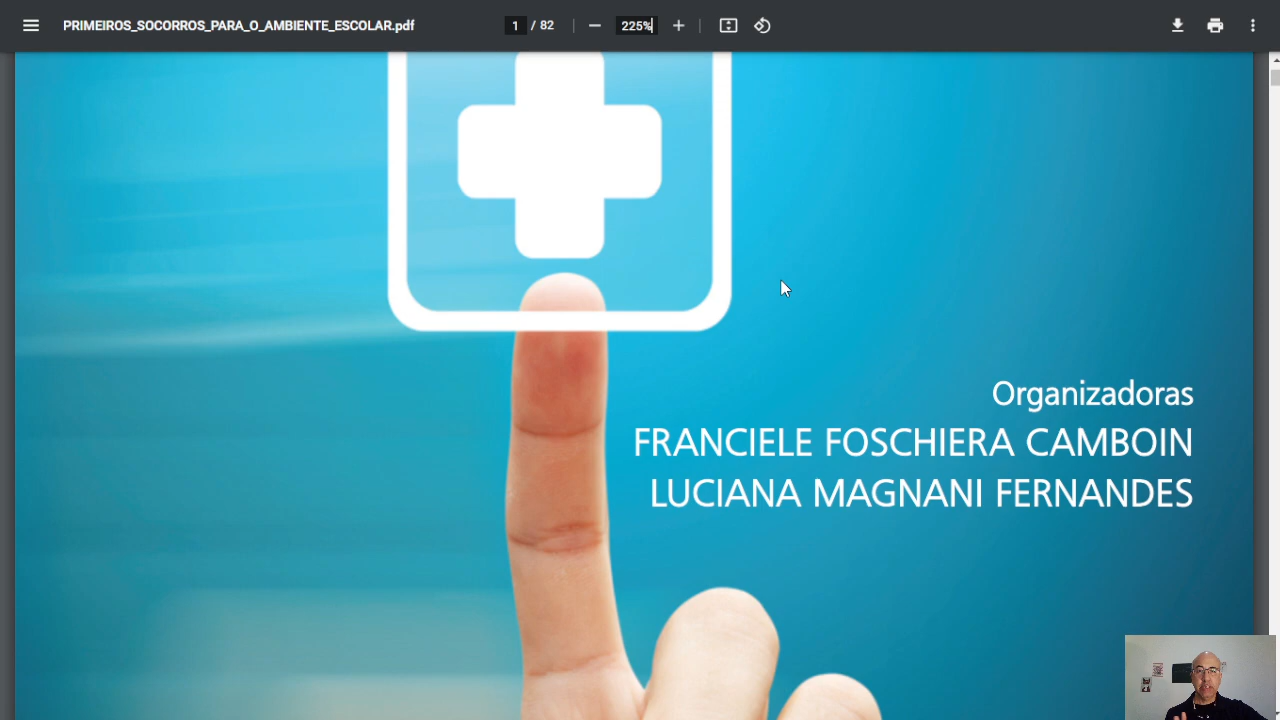 PRIMEIROS_SOCORROS_PARA_O_AMBIENTE_ESCOLAR.pdf
1 / 82
225%
Organizadoras
FRANCIELE FOSCHIERA CAMBOIN
LUCIANA MAGNANI FERNANDES